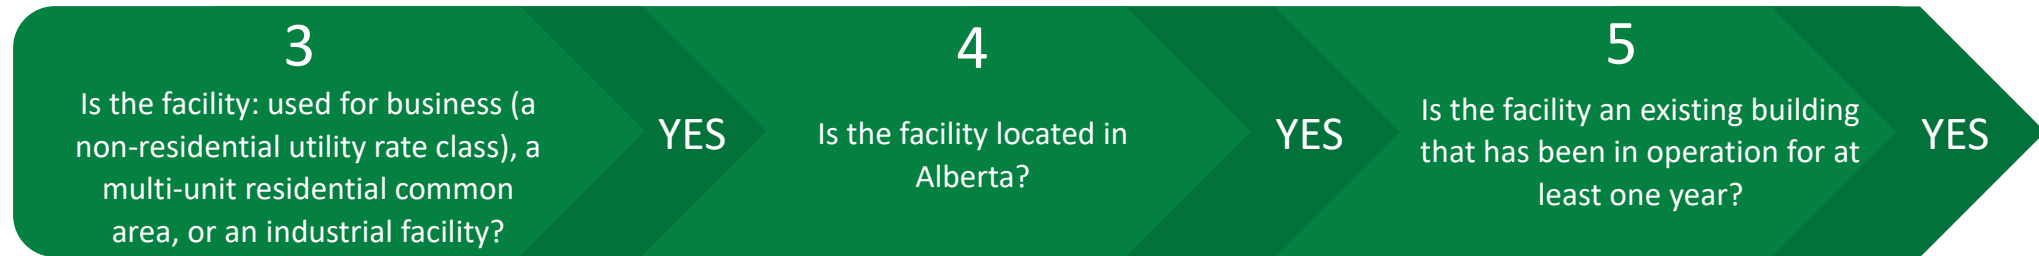 3
Is the facility: used for business (a
non-residential utility rate class), a
multi-unit residential common
area, or an industrial facility?
YES
4
Is the facility located in
Alberta?
YES
5
Is the facility an existing building
that has been in operation for at
least one year?
YES